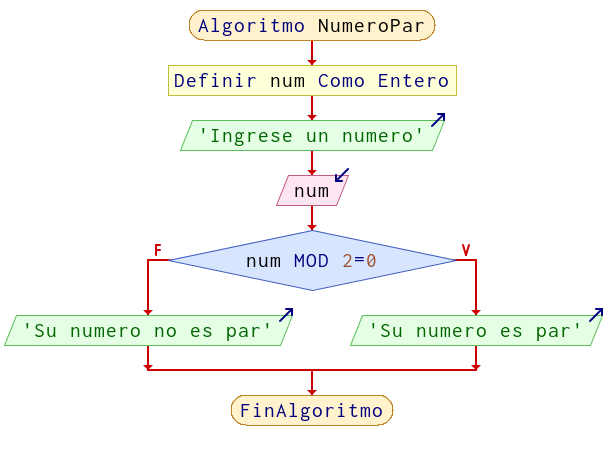 Algoritmo NumeroPar
Definir num Como Entero
'Ingrese un numero'
num
F
V
num MOD 2=0
'Su numero no es par'
'Su numero es par'
FinAlgoritmo